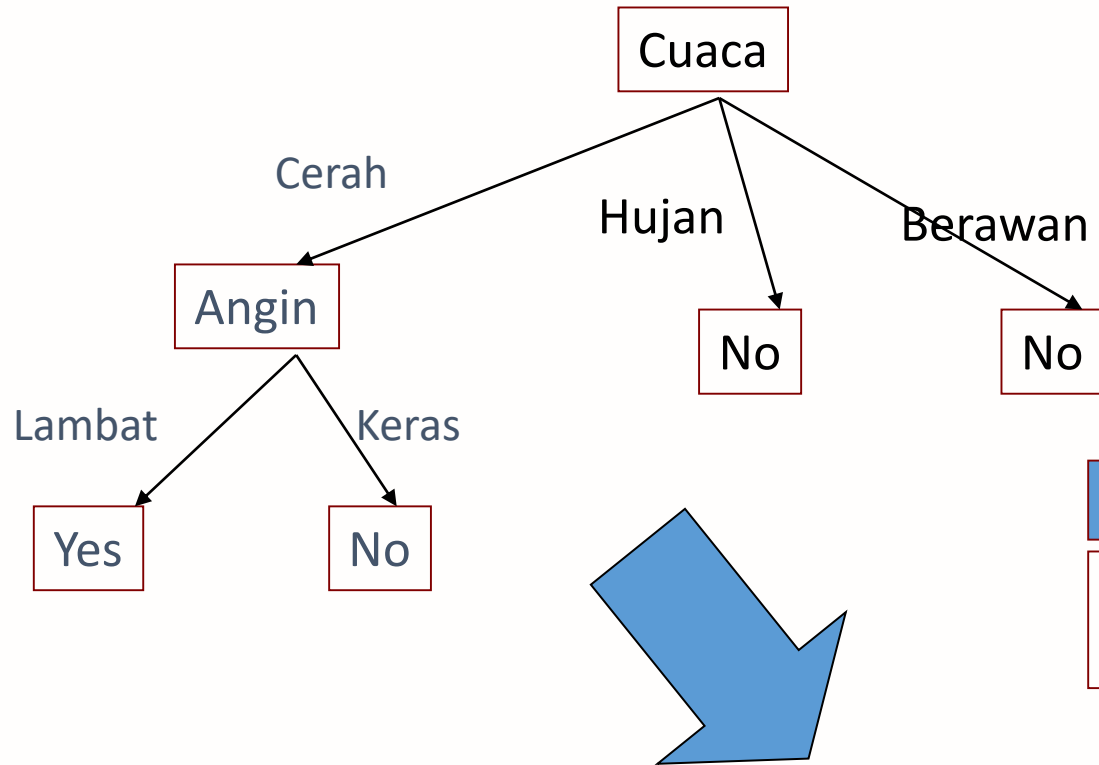 Cuaca
Cerah
Hujan
Berawan
Angin
No
No
Lambat
Keras
Yes
No